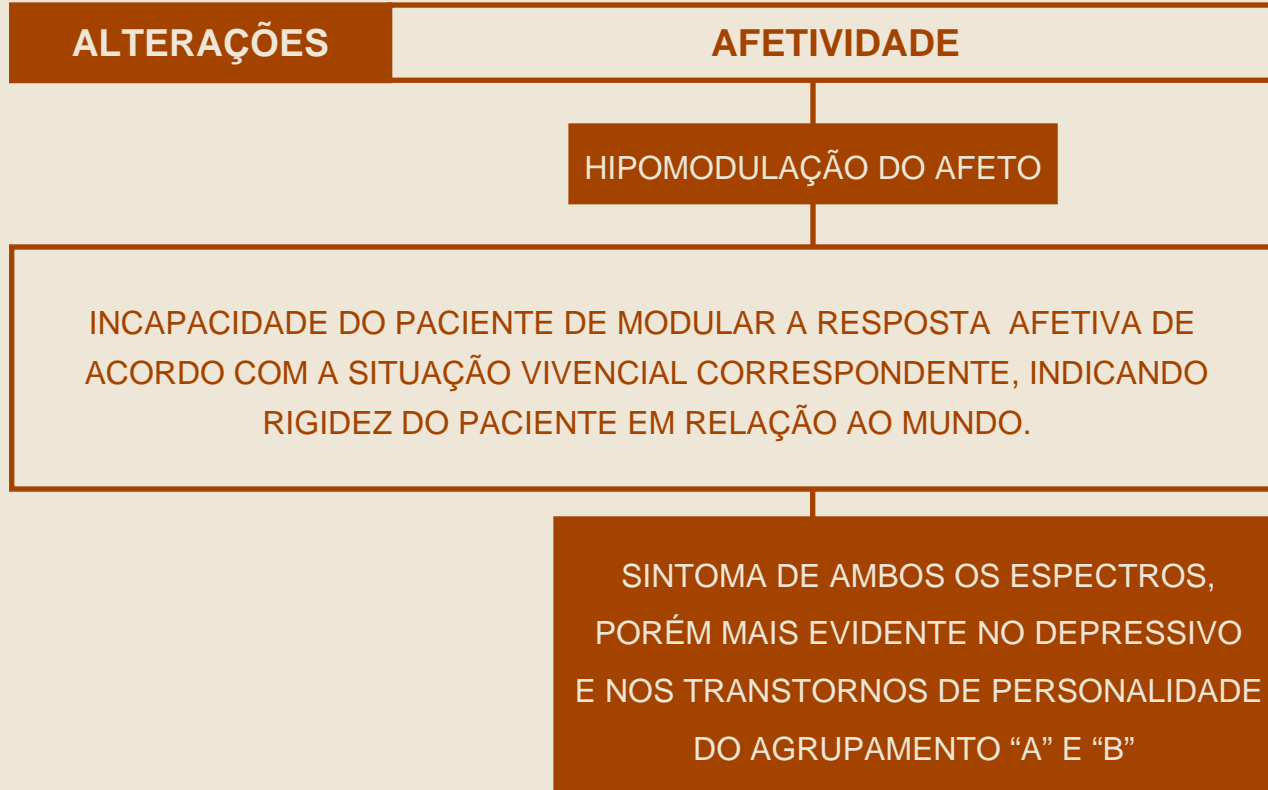 ALTERAÇÕES AFETIVIDADE
HIPOMODULAÇÃO DO AFETO
INCAPACIDADE DO PACIENTE DE MODULAR A RESPOSTA AFETIVA DE
ACORDO COM A SITUAÇÃO VIVENCIAL CORRESPONDENTE, INDICANDO
RIGIDEZ DO PACIENTE EM RELAÇÃO AO MUNDO.
SINTOMA DE AMBOS OS ESPECTROS,
PORÉM MAIS EVIDENTE NO DEPRESSIVO
E NOS TRANSTORNOS DE PERSONALIDADE
DO AGRUPAMENTO “A” E “B”